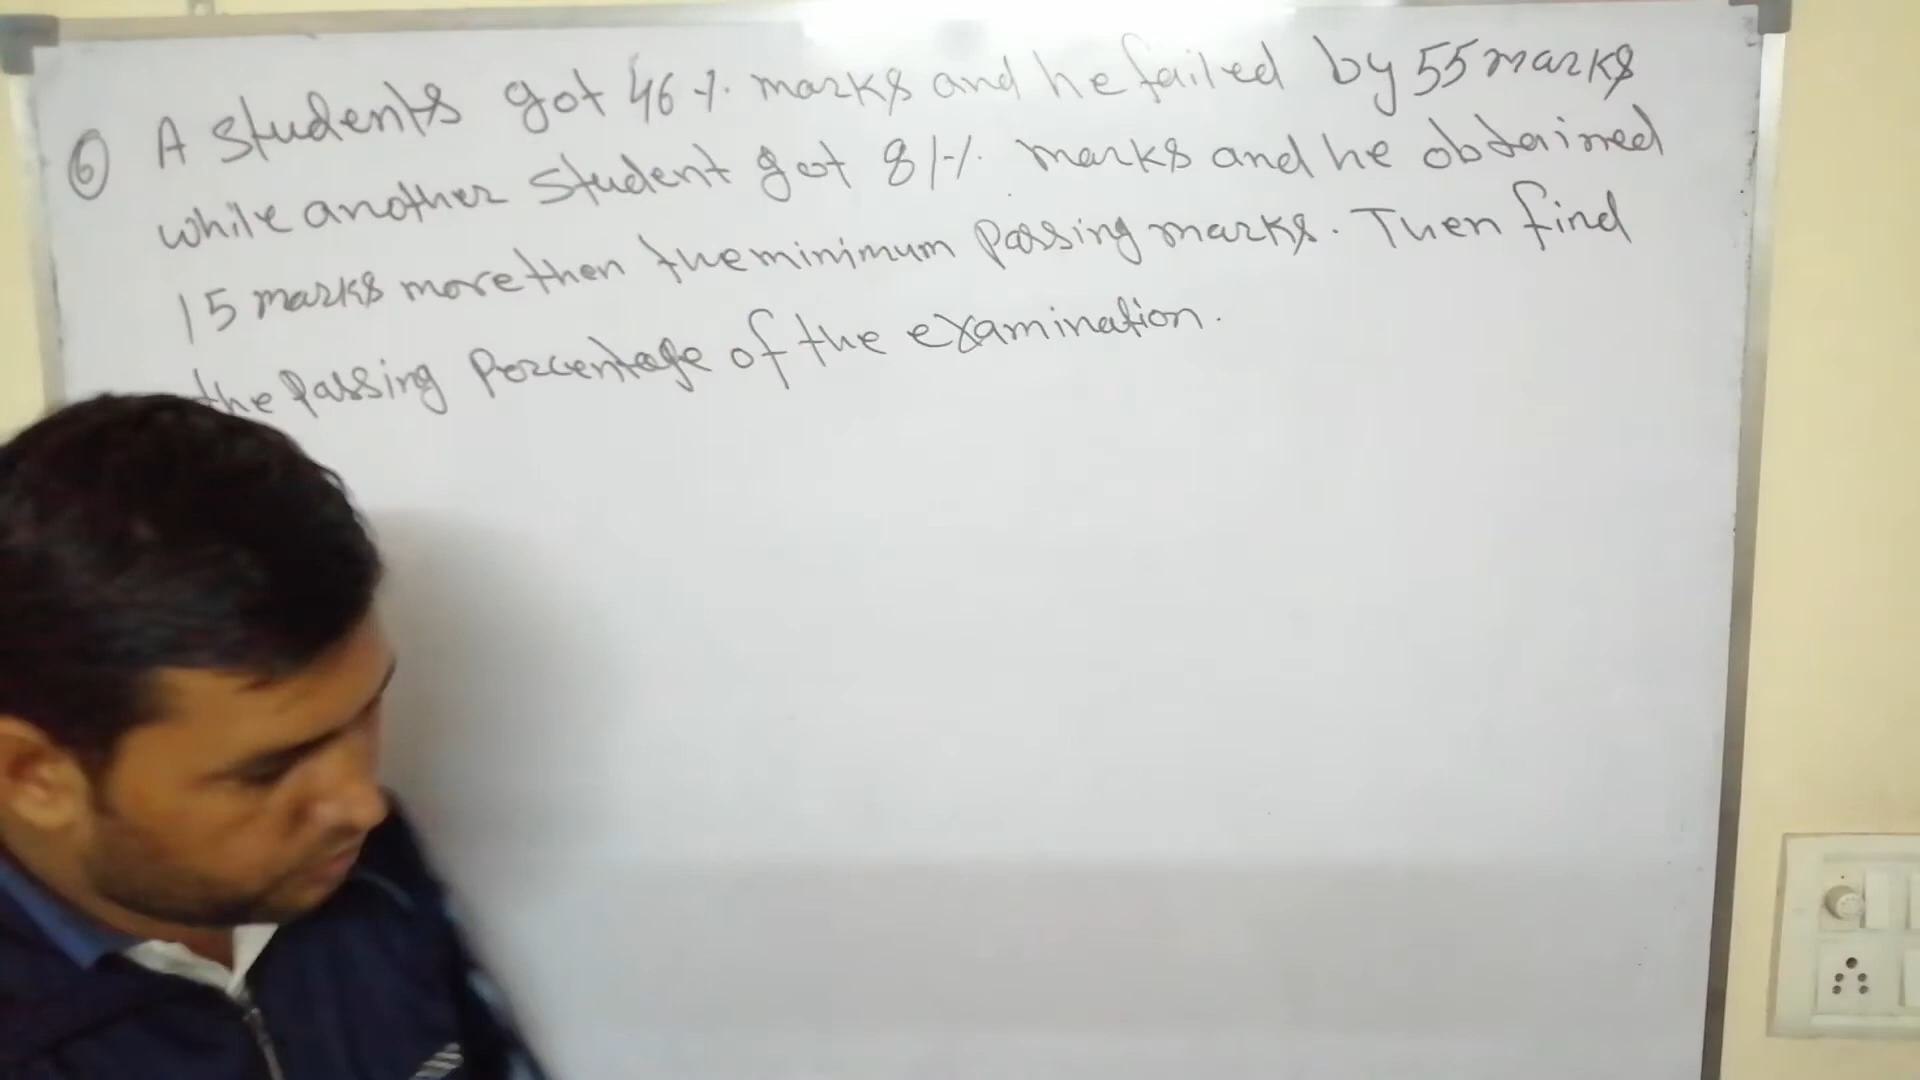 ⑥ A students got 46% marks and he failed by 55 marks
while another student got 81% marks and he obtained
15 marks more then the minimum passing marks. Then find
the passing percentage of the examination.